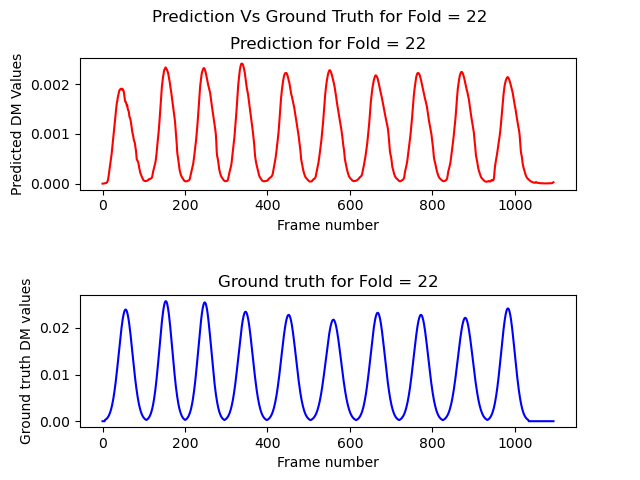 Prediction Vs Ground Truth for Fold = 22
Prediction for Fold = 22
Predicted DM Values
0.002
0.001
0.000
0 200 400 600 800 1000
Frame number
Ground truth for Fold = 22
Ground truth DM values
0.02
0.01
0.00
0 200 400 600 800 1000
Frame number